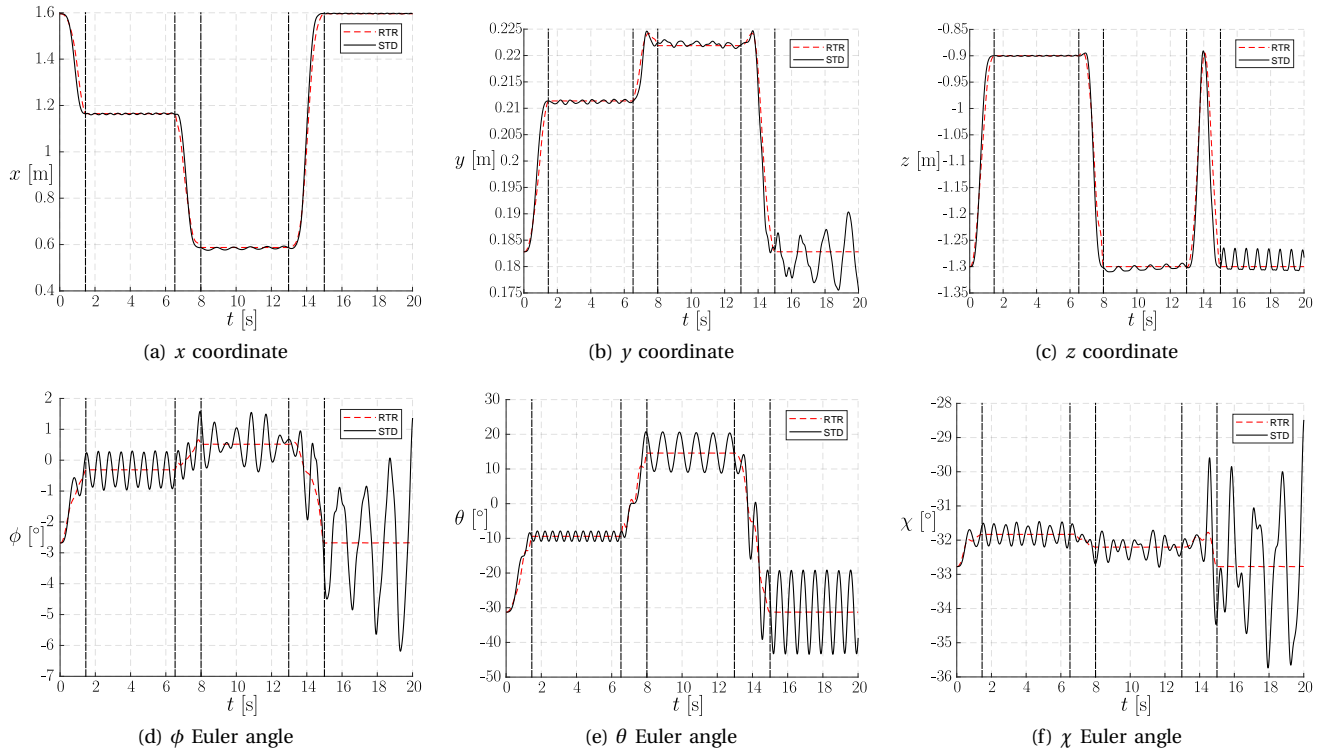 1.6
1.4
1.2
1
0.8
0.6
0.4
x [m]
0 2 4 6 8 10 12 14 16 18 20
t [s]
RTR
STD
(a) x coordinate
0.225
0.22
0.215
0.21
0.205
0.2
0.195
0.19
0.185
0.18
0.175
y [m]
0 2 4 6 8 10 12 14 16 18 20
t [s]
RTR
STD
(b) y coordinate
-0.85
-0.9
-0.95
-1
-1.05
-1.1
-1.15
-1.2
-1.25
-1.3
-1.35
z [m]
0 2 4 6 8 10 12 14 16 18 20
t [s]
RTR
STD
(c) z coordinate
2
1
0
-1
-2
-3
-4
-5
-6
-7
ϕ [°]
0 2 4 6 8 10 12 14 16 18 20
t [s]
RTR
STD
(d) ϕ Euler angle
30
20
10
0
-10
-20
-30
-40
-50
θ [°]
0 2 4 6 8 10 12 14 16 18 20
t [s]
RTR
STD
(e) θ Euler angle
-28
-29
-30
-31
-32
-33
-34
-35
-36
χ [°]
0 2 4 6 8 10 12 14 16 18 20
t [s]
RTR
STD
(f) χ Euler angle